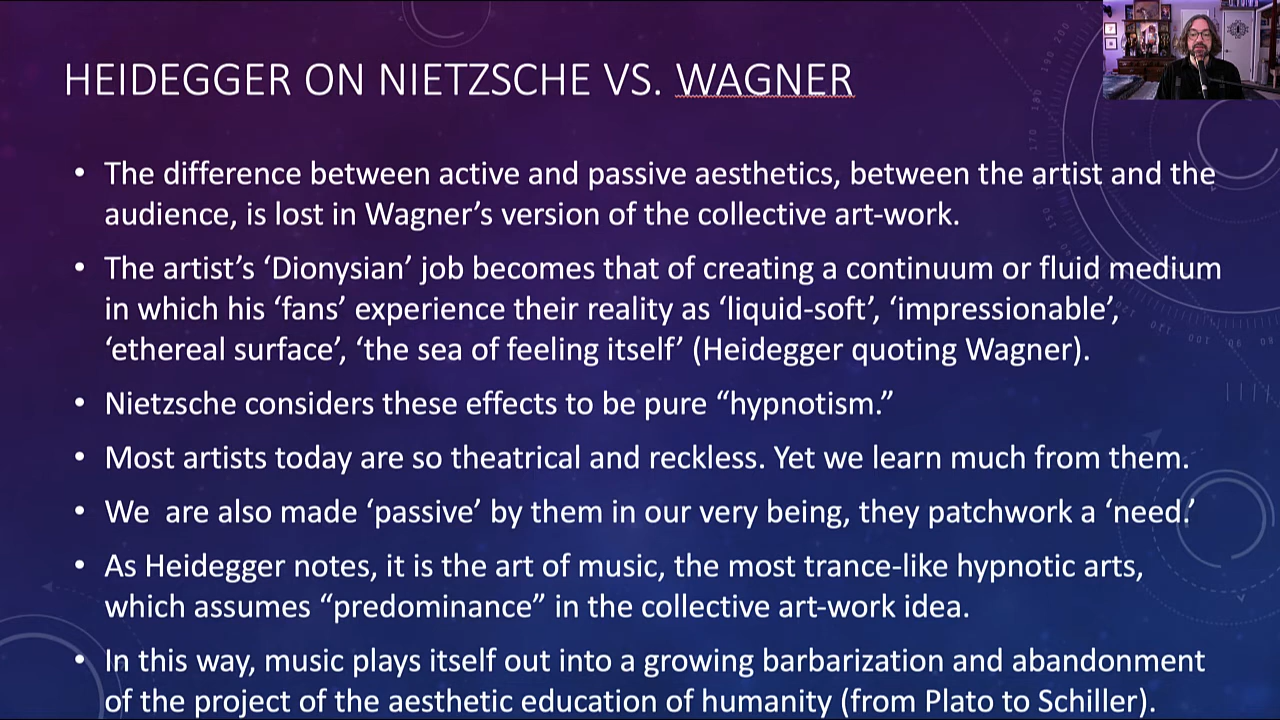 HEIDEGGER ON NIETZSCHE VS. WAGNER
• The difference between active and passive aesthetics, between the artist and the
audience, is lost in Wagner’s version of the collective art-work.
• The artist’s ‘Dionysian’ job becomes that of creating a continuum or fluid medium
in which his ‘fans’ experience their reality as ‘liquid-soft’, ‘impressionable’,
‘ethereal surface’, ‘the sea of feeling itself’ (Heidegger quoting Wagner).
• Nietzsche considers these effects to be pure “hypnotism.”
• Most artists today are so theatrical and reckless. Yet we learn much from them.
• We  are also made ‘passive’ by them in our very being, they patchwork a ‘need.’
• As Heidegger notes, it is the art of music, the most trance-like hypnotic arts,
which assumes “predominance” in the collective art-work idea.
• In this way, music plays itself out into a growing barbarization and abandonment
of the project of the aesthetic education of humanity (from Plato to Schiller).